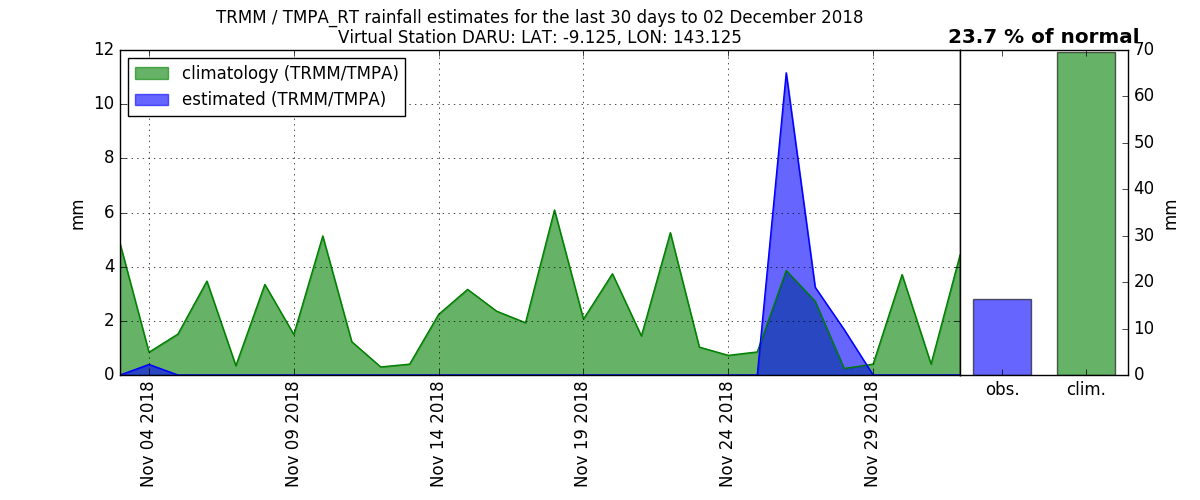 TRMM / TMPA_RT rainfall estimates for the last 30 days to 02 December 2018
Virtual Station DARU: LAT: -9.125, LON: 143.125
23.7 % of normal
climatology (TRMM/TMPA)
estimated (TRMM/TMPA)
12
10
8
6
4
2
0
mm
70
60
50
40
30
20
10
0
mm
Nov 04 2018
Nov 09 2018
Nov 14 2018
Nov 19 2018
Nov 24 2018
Nov 29 2018
obs.
clim.